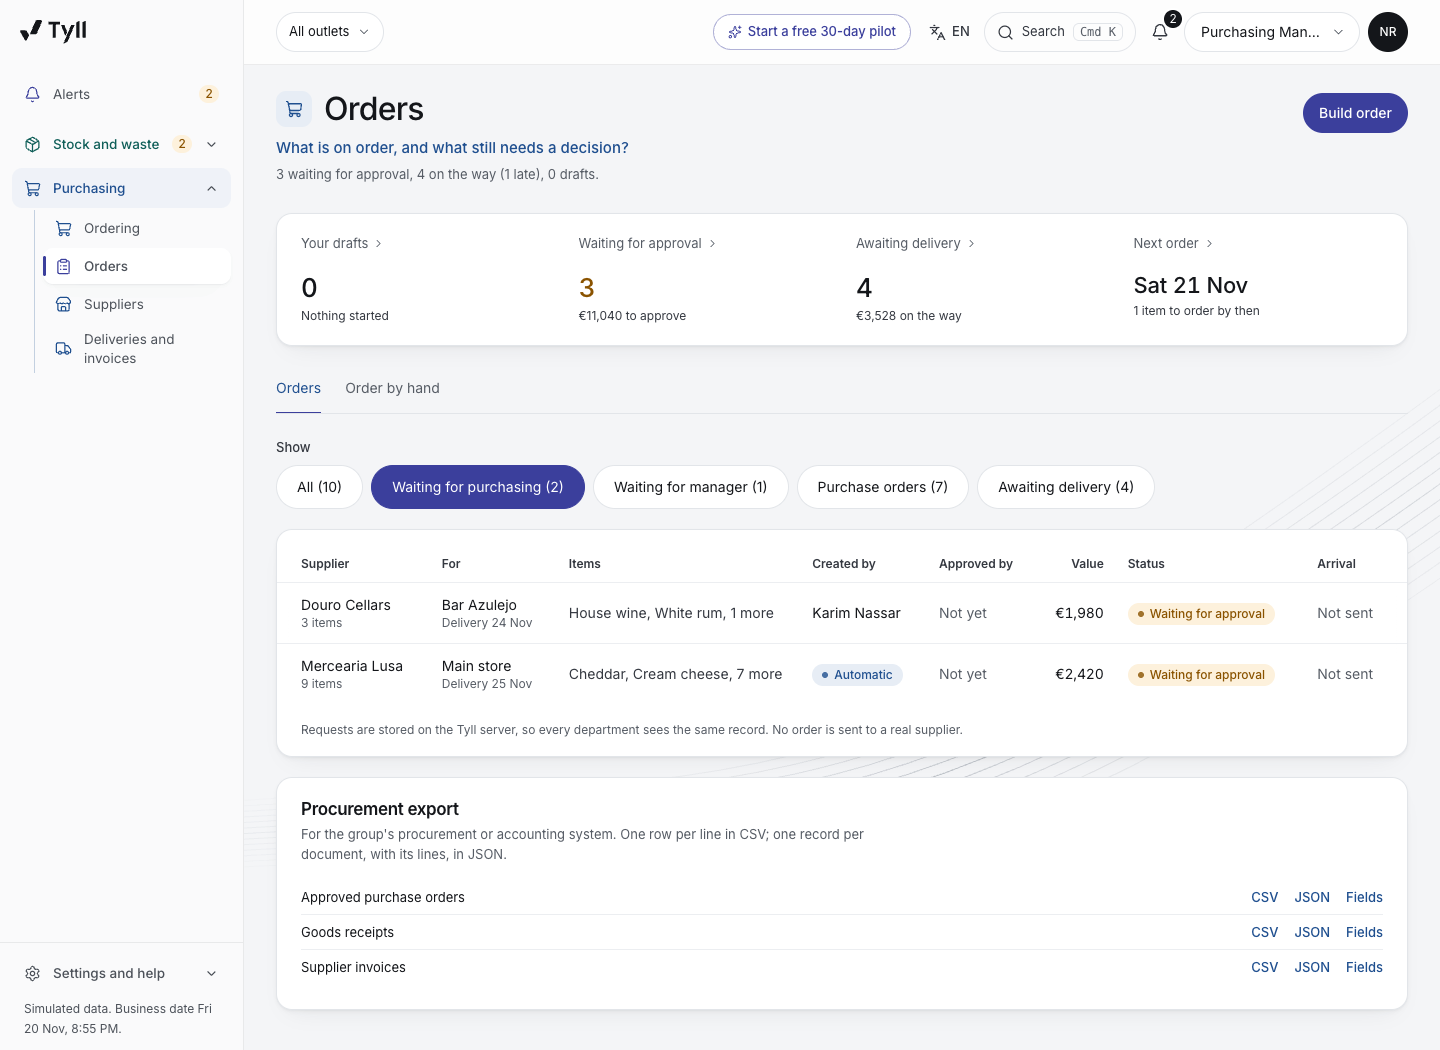 Tyll
All outlets
Start a free 30-day pilot
EN
Search
Cmd K
2
Purchasing Man...
NR
Alerts
2
Stock and waste
2
Purchasing
Ordering
Orders
Suppliers
Deliveries and
invoices
Settings and help
Simulated data. Business date Fri
20 Nov, 8:55 PM.
Orders
Build order
What is on order, and what still needs a decision?
3 waiting for approval, 4 on the way (1 late), 0 drafts.
Your drafts
0
Nothing started
Waiting for approval
3
€11,040 to approve
Awaiting delivery
4
€3,528 on the way
Next order
Sat 21 Nov
1 item to order by then
Orders
Order by hand
Show
All (10)
Waiting for purchasing (2)
Waiting for manager (1)
Purchase orders (7)
Awaiting delivery (4)
Supplier For Items Created by Approved by Value Status Arrival
Douro Cellars Bar Azulejo House wine, White rum, 1 more Karim Nassar Not yet €1,980 Waiting for approval Not sent
3 items Delivery 24 Nov
Mercearia Lusa Main store Cheddar, Cream cheese, 7 more Automatic Not yet €2,420 Waiting for approval Not sent
9 items Delivery 25 Nov
Requests are stored on the Tyll server, so every department sees the same record. No order is sent to a real supplier.
Procurement export
For the group's procurement or accounting system. One row per line in CSV; one record per
document, with its lines, in JSON.
Approved purchase orders CSV JSON Fields
Goods receipts CSV JSON Fields
Supplier invoices CSV JSON Fields